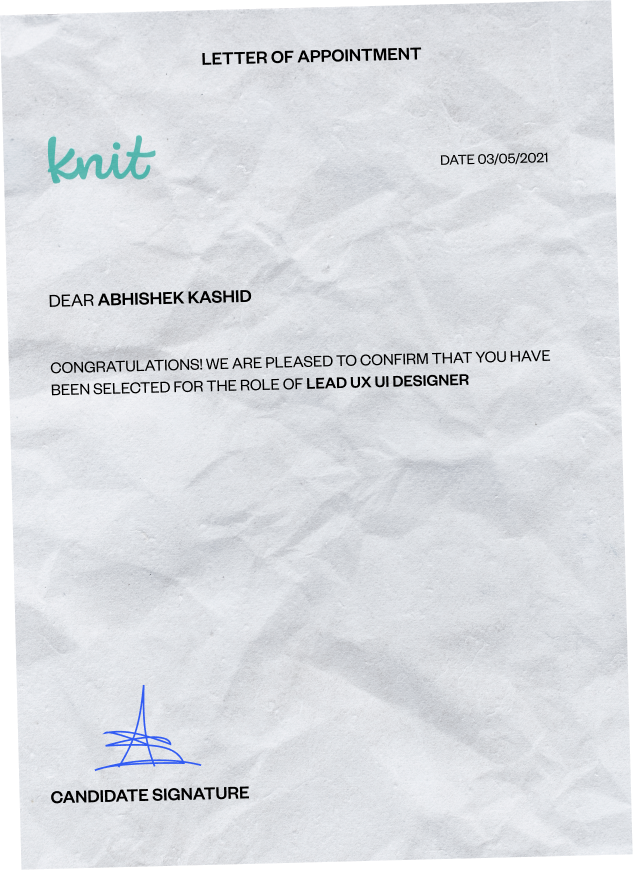 LETTER OF APPOINTMENT
knit
DATE 03/05/2021
DEAR ABHISHEK KASHID
CONGRATULATIONS! WE ARE PLEASED TO CONFIRM THAT YOU HAVE
BEEN SELECTED FOR THE ROLE OF LEAD UX UI DESIGNER
CANDIDATE SIGNATURE